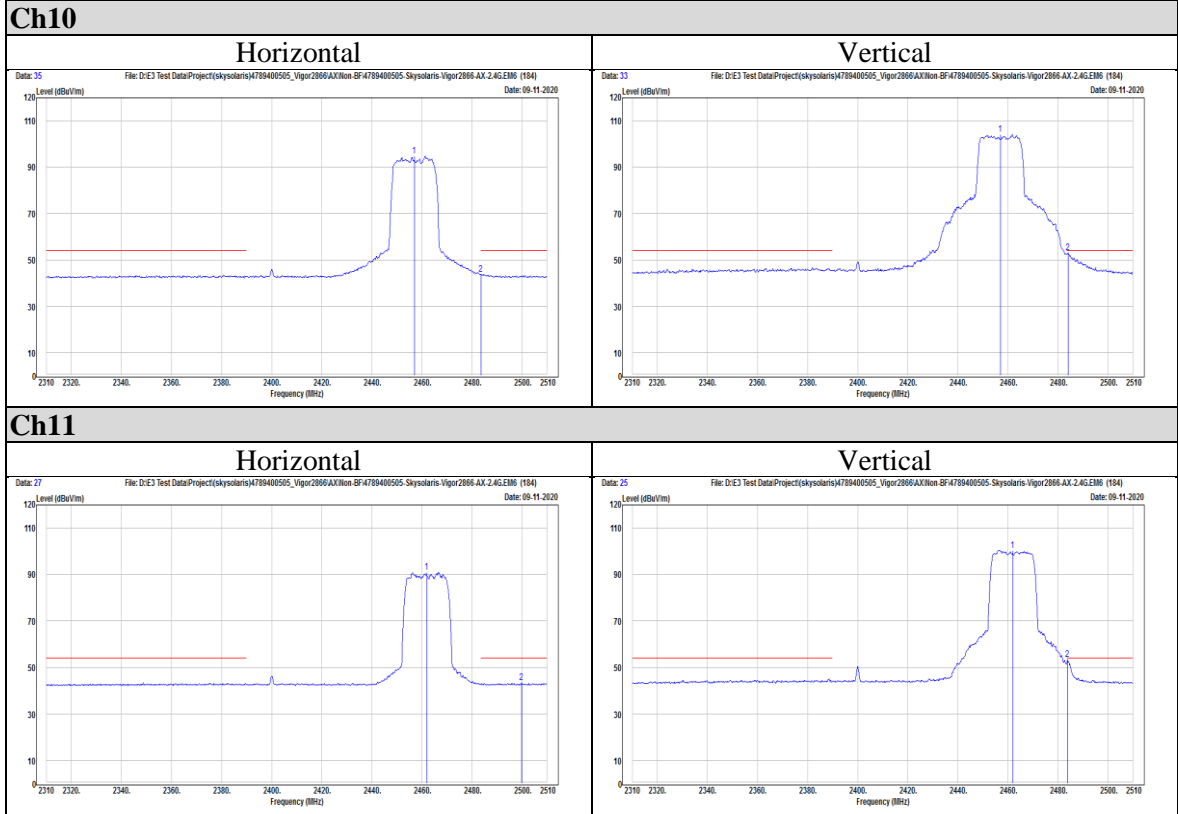 Ch10
Horizontal Vertical
Data: 35 File: D:\E3 Test Data\Project\(skysolaris)\4789400505_Vigor2866\AX\Non-BF\4789400505-Skysolaris-Vigor2866-AX-2.4G.EM6 (184)
120 Level (dBuV/m) Date: 09-11-2020
110
90
70
50
30
10
0
1
2
2310 2320. 2340. 2360. 2380. 2400. 2420. 2440. 2460. 2480. 2500. 2510
Frequency (MHz)
Data: 33 File: D:\E3 Test Data\Project\(skysolaris)\4789400505_Vigor2866\AX\Non-BF\4789400505-Skysolaris-Vigor2866-AX-2.4G.EM6 (184)
120 Level (dBuV/m) Date: 09-11-2020
110
90
70
50
30
10
0
1
2
2310 2320. 2340. 2360. 2380. 2400. 2420. 2440. 2460. 2480. 2500. 2510
Frequency (MHz)
Ch11
Horizontal Vertical
Data: 27 File: D:\E3 Test Data\Project\(skysolaris)\4789400505_Vigor2866\AX\Non-BF\4789400505-Skysolaris-Vigor2866-AX-2.4G.EM6 (184)
120 Level (dBuV/m) Date: 09-11-2020
110
90
70
50
30
10
0
1
2
2310 2320. 2340. 2360. 2380. 2400. 2420. 2440. 2460. 2480. 2500. 2510
Frequency (MHz)
Data: 25 File: D:\E3 Test Data\Project\(skysolaris)\4789400505_Vigor2866\AX\Non-BF\4789400505-Skysolaris-Vigor2866-AX-2.4G.EM6 (184)
120 Level (dBuV/m) Date: 09-11-2020
110
90
70
50
30
10
0
1
2
2310 2320. 2340. 2360. 2380. 2400. 2420. 2440. 2460. 2480. 2500. 2510
Frequency (MHz)